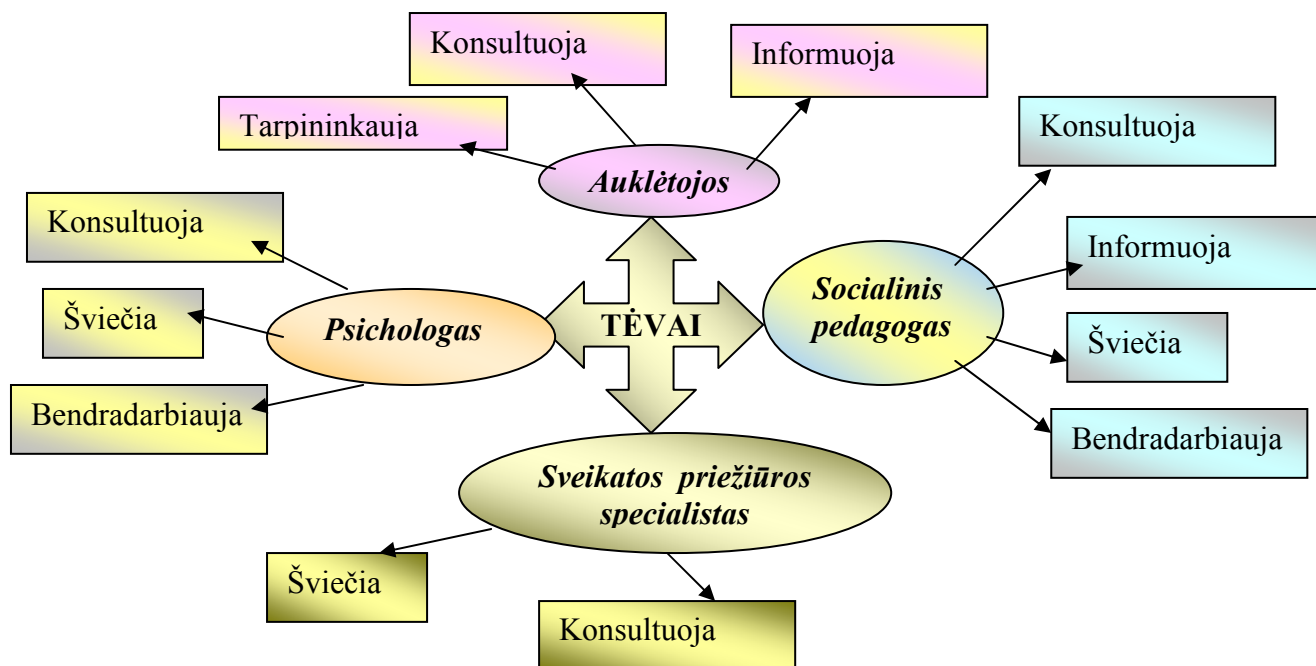 Konsultuoja
Informuoja
Tarpininkauja
Konsultuoja
Auklėtojos
Konsultuoja
Informuoja
Šviečia
Psichologas
TĖVAI
Socialinis
pedagogas
Šviečia
Bendradarbiauja
Bendradarbiauja
Sveikatos priežiūros
specialistas
Šviečia
Konsultuoja